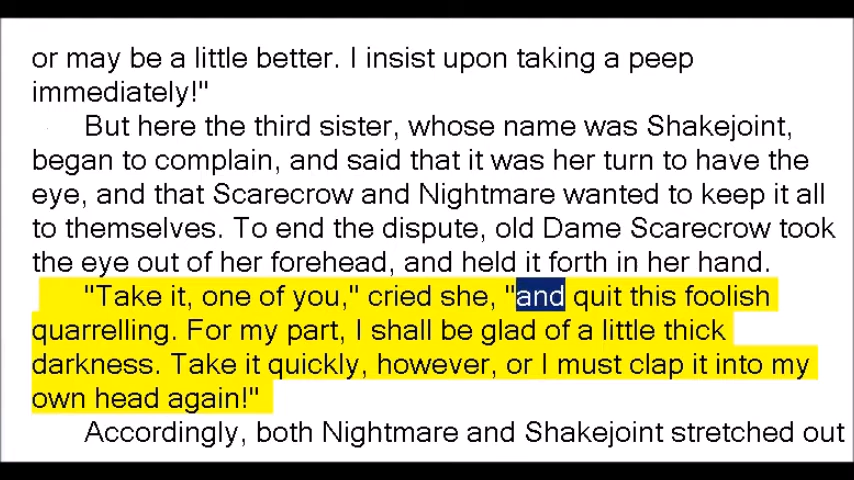 or may be a little better. I insist upon taking a peep
immediately!"
But here the third sister, whose name was Shakejoint,
began to complain, and said that it was her turn to have the
eye, and that Scarecrow and Nightmare wanted to keep it all
to themselves. To end the dispute, old Dame Scarecrow took
the eye out of her forehead, and held it forth in her hand.
"Take it, one of you," cried she, "and quit this foolish
quarrelling. For my part, I shall be glad of a little thick
darkness. Take it quickly, however, or I must clap it into my
own head again!"
Accordingly, both Nightmare and Shakejoint stretched out